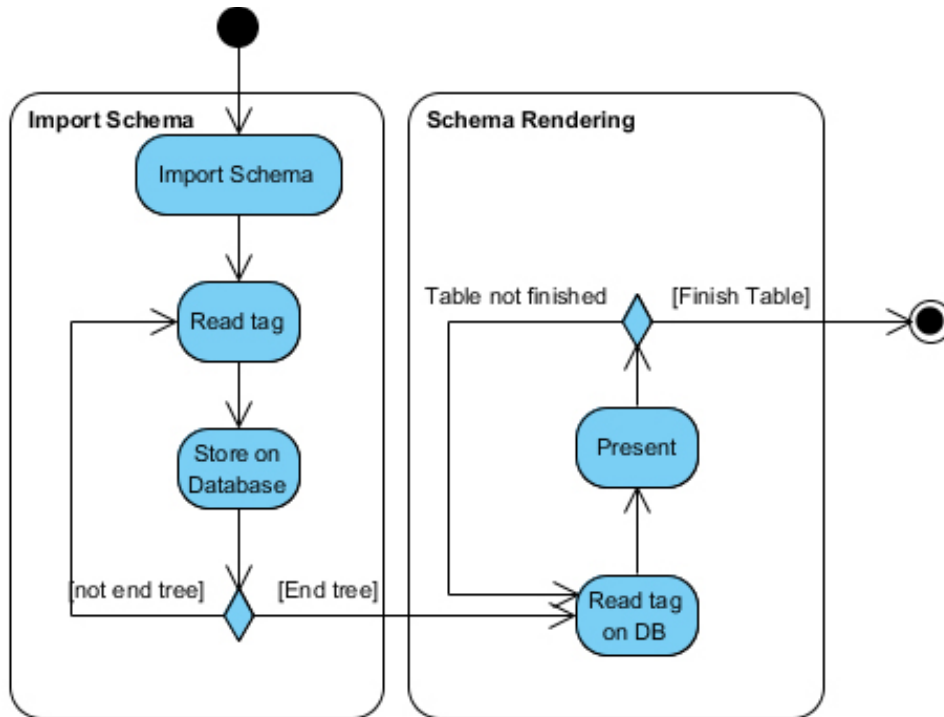 Import Schema
Import Schema
Read tag
Store on
Database
[not end tree]
[End tree]
Schema Rendering
Table not finished
[Finish Table]
Present
Read tag
on DB